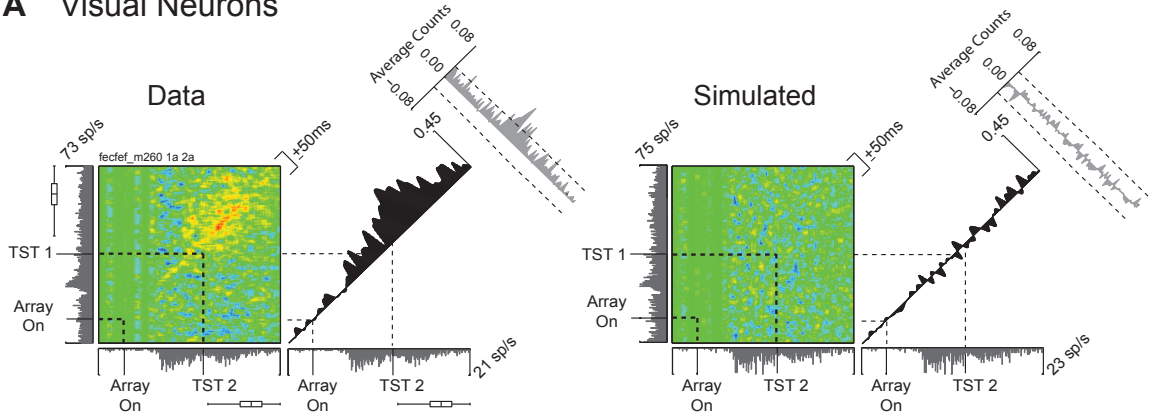 A Visual Neurons
Data
73 sp/s
fecfef_m260 1a 2a
±50ms
0.45
Average Counts
0.08
0.00
−0.08
TST 1
Array
On
Array
On
TST 2
Array
On
TST 2
21 sp/s
Simulated
75 sp/s
±50ms
0.45
Average Counts
0.08
0.00
−0.08
TST 1
Array
On
Array
On
TST 2
Array
On
TST 2
23 sp/s